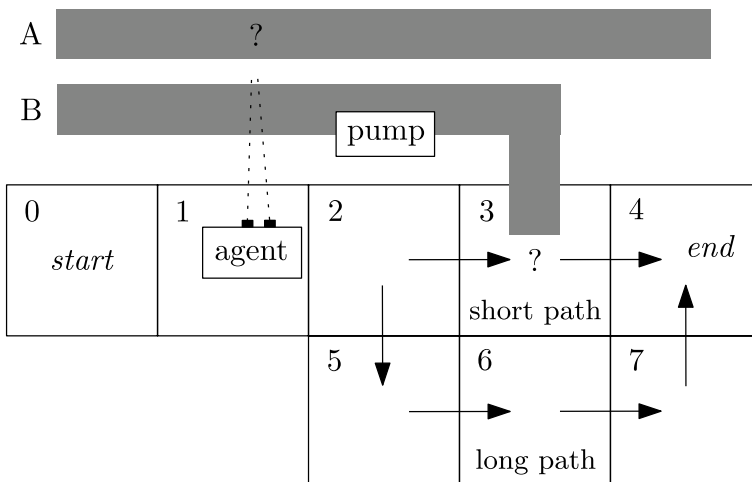 A ?
B
pump
0 1 2 3 4
start agent ? end
short path
5 6 7
long path